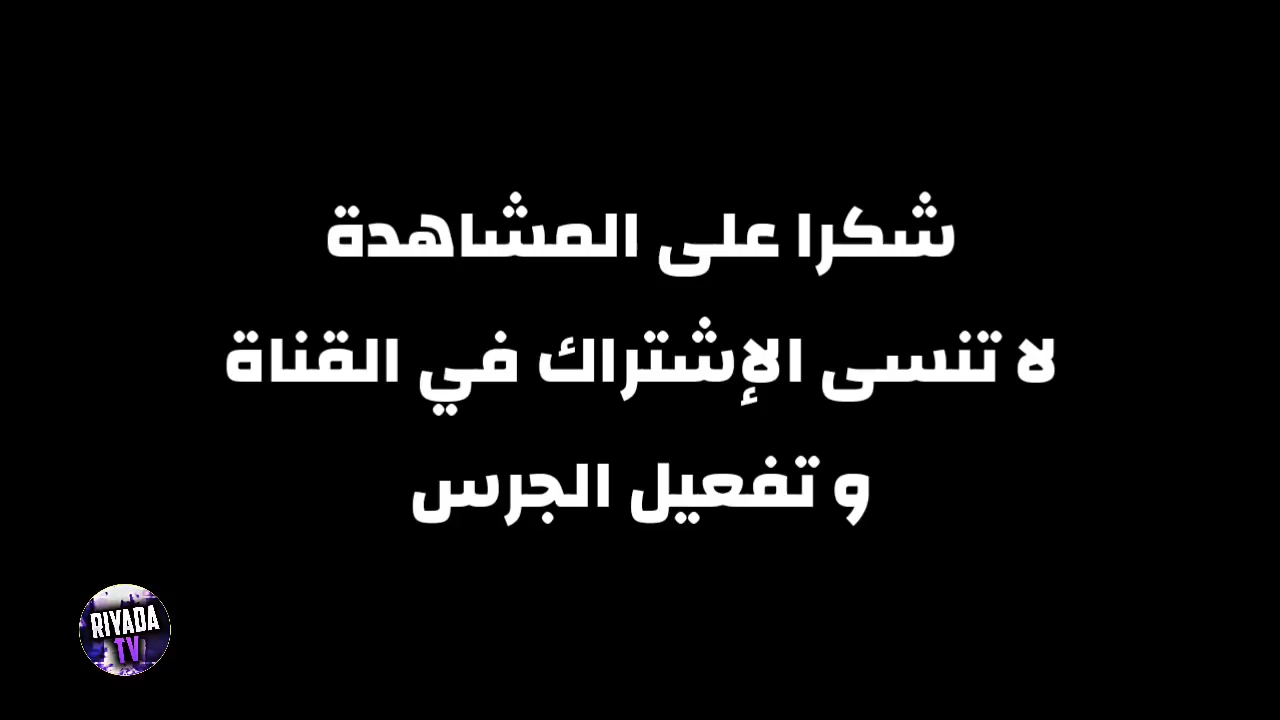 شكرا على المشاهدة
لا تنسى الإشتراك في القناة
و تفعيل الجرس
RIYADA
TV